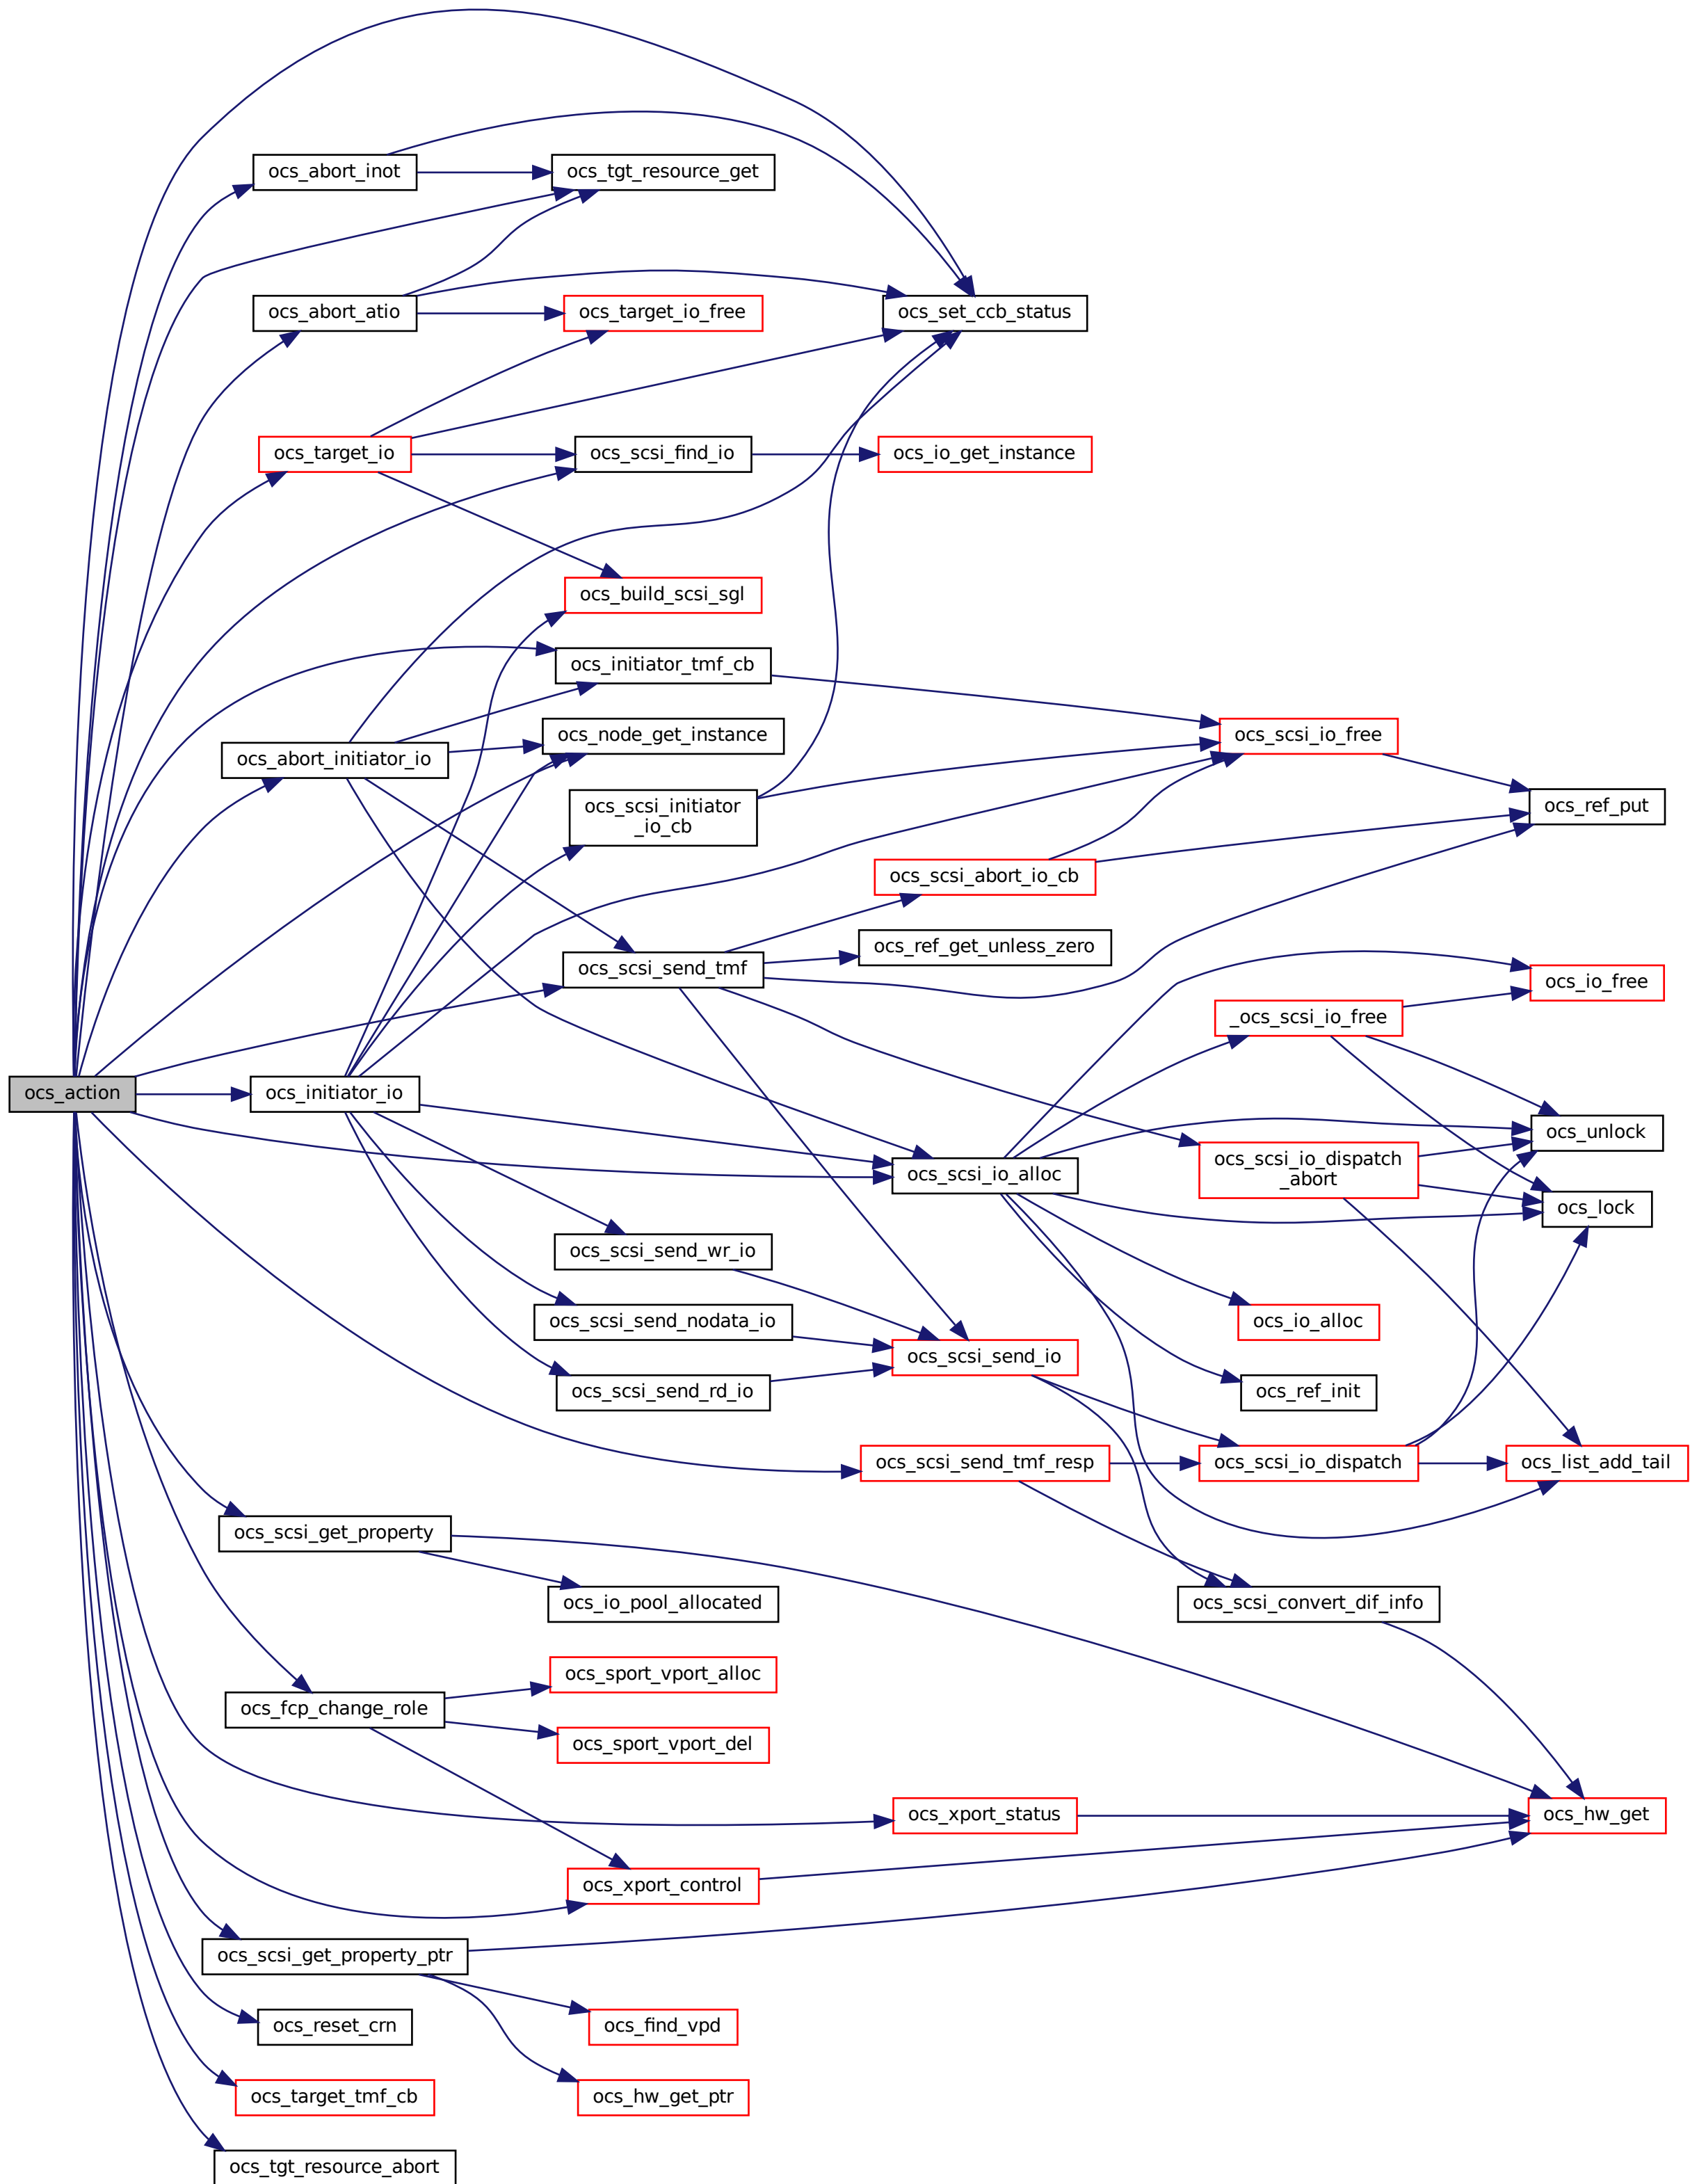 ocs_abort_inot
ocs_tgt_resource_get
ocs_abort_atio
ocs_target_io_free
ocs_set_ccb_status
ocs_target_io
ocs_scsi_find_io
ocs_io_get_instance
ocs_build_scsi_sgl
ocs_initiator_tmf_cb
ocs_node_get_instance
ocs_scsi_io_free
ocs_abort_initiator_io
ocs_scsi_initiator
_io_cb
ocs_ref_put
ocs_scsi_abort_io_cb
ocs_ref_get_unless_zero
ocs_scsi_send_tmf
ocs_io_free
_ocs_scsi_io_free
ocs_action
ocs_initiator_io
ocs_unlock
ocs_scsi_io_alloc
ocs_scsi_io_dispatch
_abort
ocs_lock
ocs_scsi_send_wr_io
ocs_scsi_send_nodata_io
ocs_io_alloc
ocs_scsi_send_io
ocs_scsi_send_rd_io
ocs_ref_init
ocs_scsi_send_tmf_resp
ocs_scsi_io_dispatch
ocs_list_add_tail
ocs_scsi_get_property
ocs_io_pool_allocated
ocs_scsi_convert_dif_info
ocs_sport_vport_alloc
ocs_fcp_change_role
ocs_sport_vport_del
ocs_xport_status
ocs_hw_get
ocs_xport_control
ocs_scsi_get_property_ptr
ocs_reset_crn
ocs_find_vpd
ocs_target_tmf_cb
ocs_hw_get_ptr
ocs_tgt_resource_abort